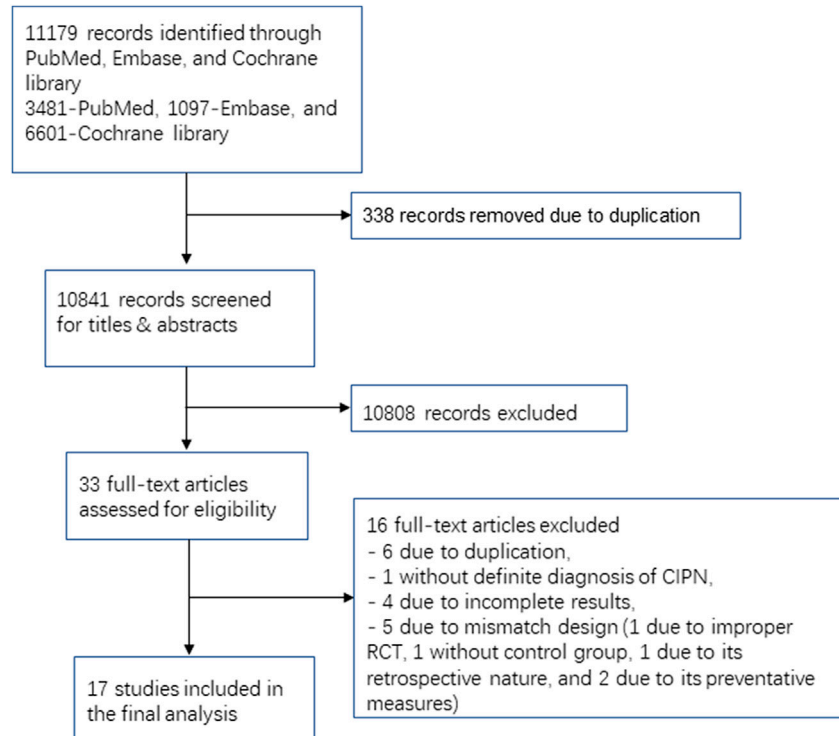 11179 records identified through
PubMed, Embase, and Cochrane
library
3481-PubMed, 1097-Embase, and
6601-Cochrane library
338 records removed due to duplication
10841 records screened
for titles & abstracts
10808 records excluded
33 full-text articles
assessed for eligibility
16 full-text articles excluded
- 6 due to duplication,
- 1 without definite diagnosis of CIPN,
- 4 due to incomplete results,
- 5 due to mismatch design (1 due to improper
RCT, 1 without control group, 1 due to its
retrospective nature, and 2 due to its preventative
measures)
17 studies included in
the final analysis